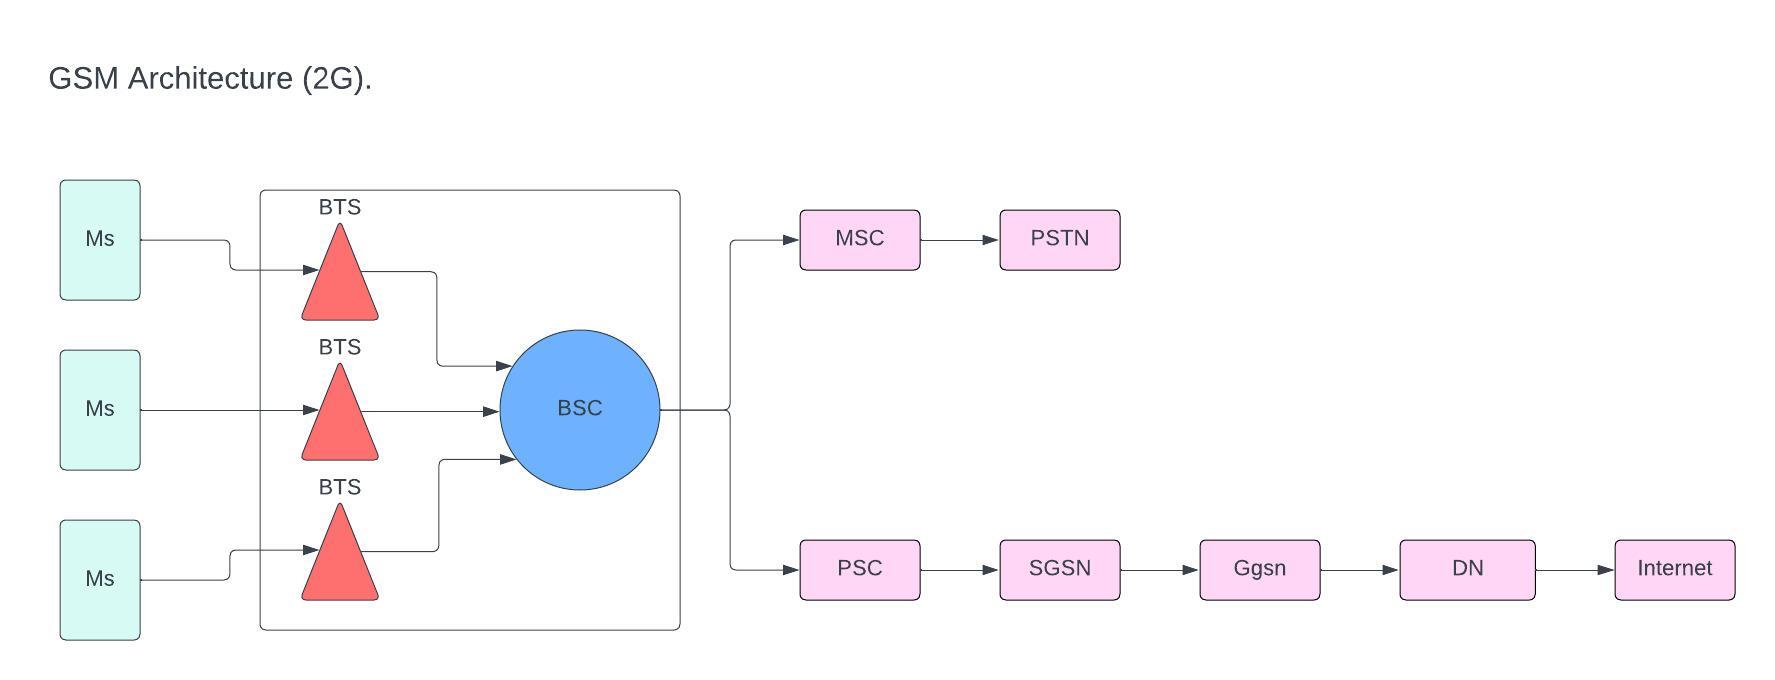 GSM Architecture (2G).
Ms
BTS
MSC
PSTN
BTS
Ms
BSC
BTS
Ms
PSC
SGSN
Ggsn
DN
Internet